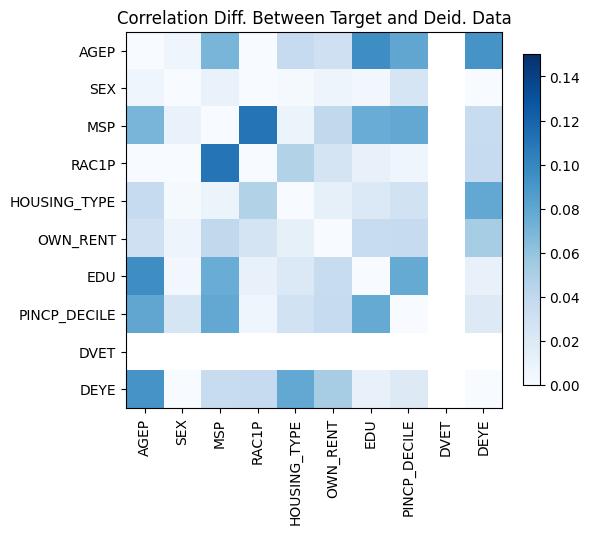 Correlation Diff. Between Target and Deid. Data
AGEP
SEX
MSP
RAC1P
HOUSING_TYPE
OWN_RENT
EDU
PINCP_DECILE
DVET
DEYE
AGEP
SEX
MSP
RAC1P
HOUSING_TYPE
OWN_RENT
EDU
PINCP_DECILE
DVET
DEYE
0.14
0.12
0.10
0.08
0.06
0.04
0.02
0.00